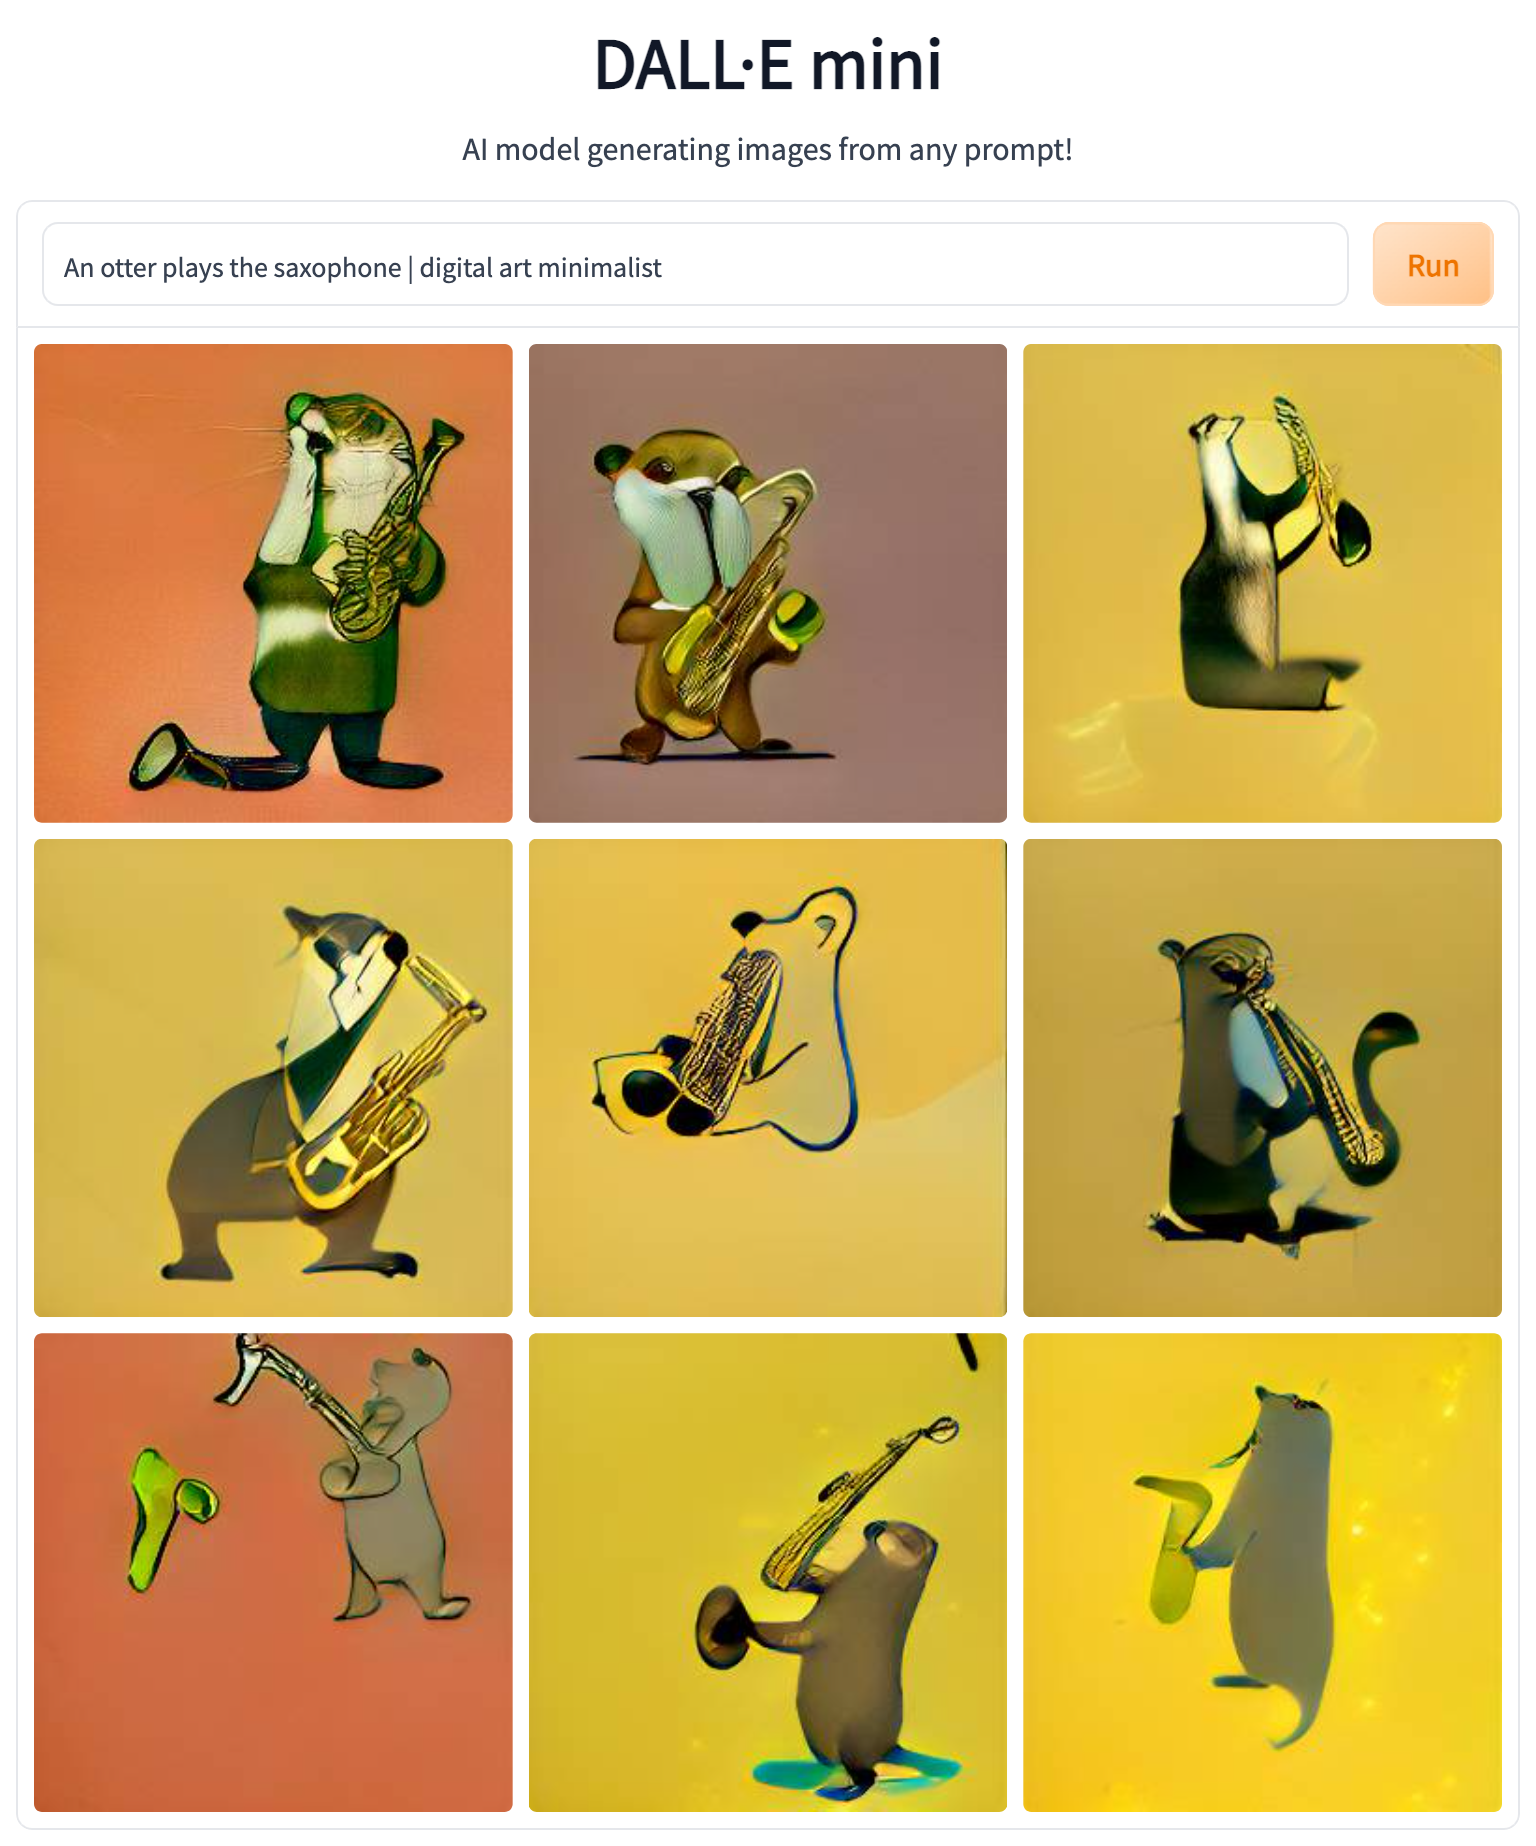 DALL·E mini
AI model generating images from any prompt!
An otter plays the saxophone | digital art minimalist
Run